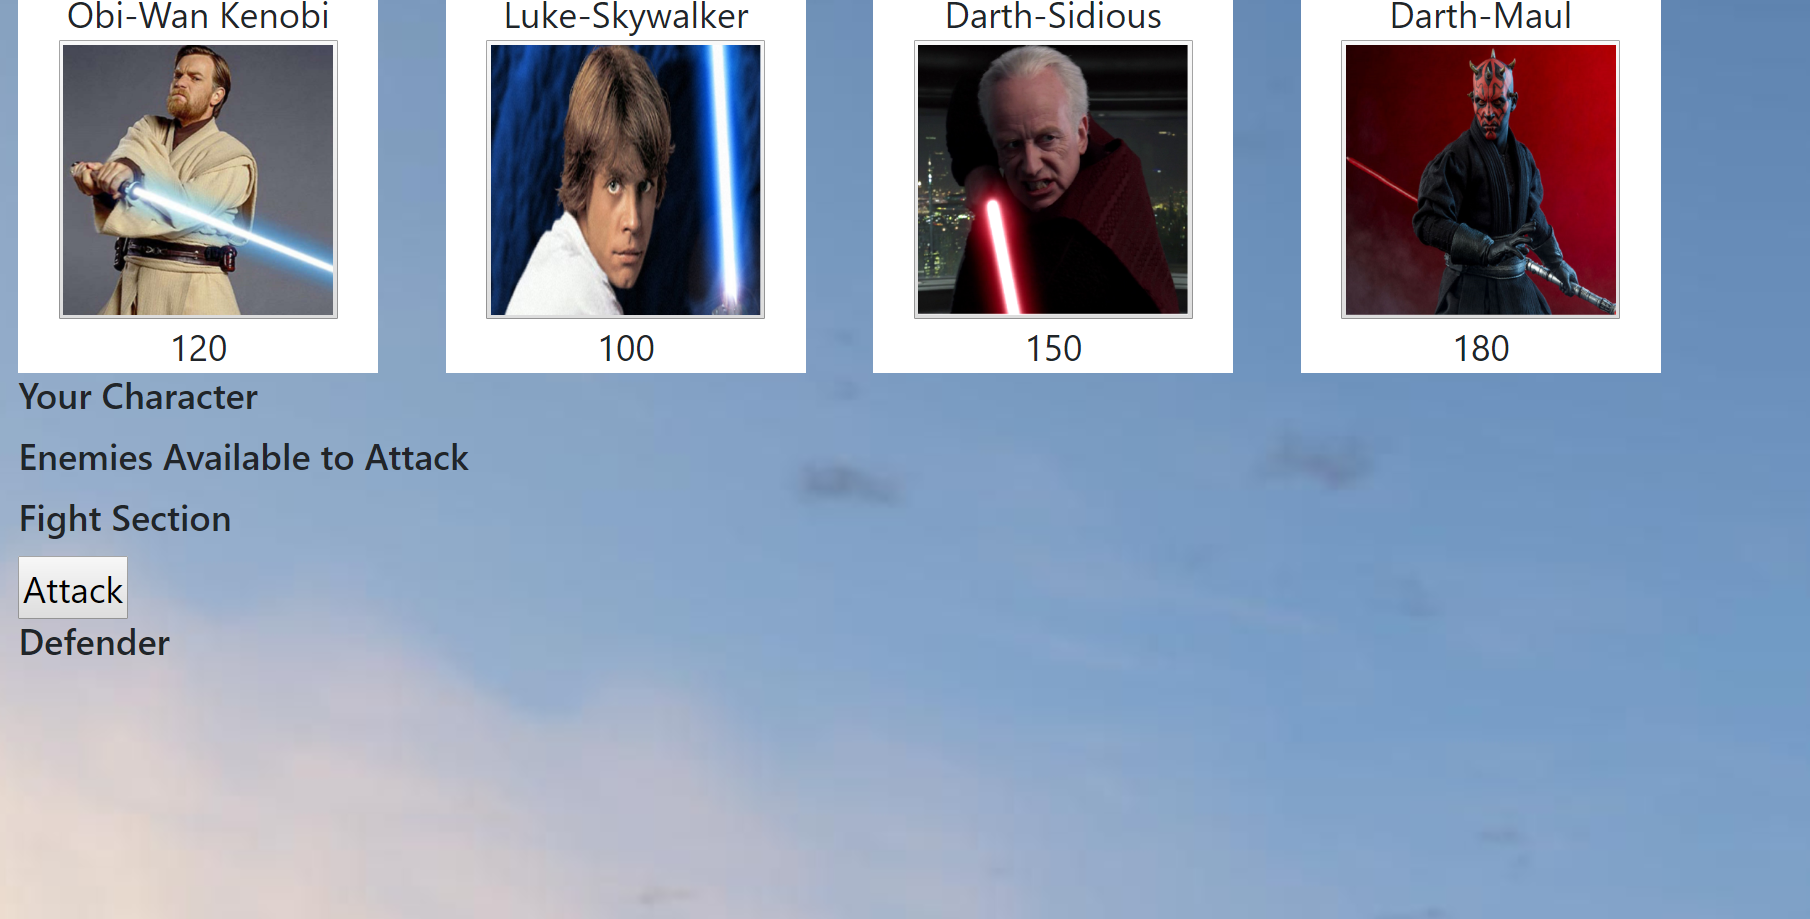 Obi-Wan Kenobi
Luke-Skywalker
Darth-Sidious
Darth-Maul
120
100
150
180
Your Character
Enemies Available to Attack
Fight Section
Attack
Defender